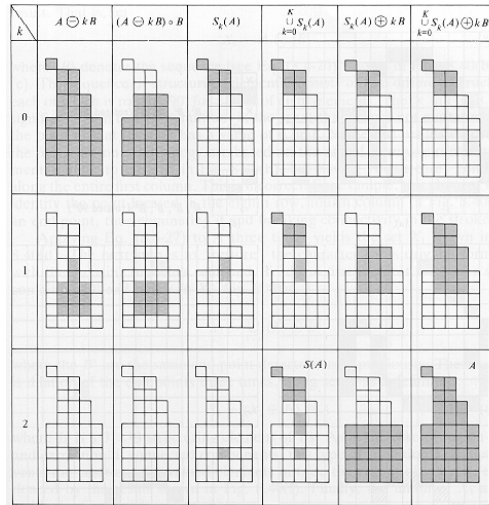 k
A ⊖ kB
(A ⊖ kB) ∘ B
S_k(A)
K ∪ k=0 S_k(A)
S_k(A) ⊕ kB
K ∪ k=0 S_k(A) ⊕ kB
0
1
2
S(A)
A